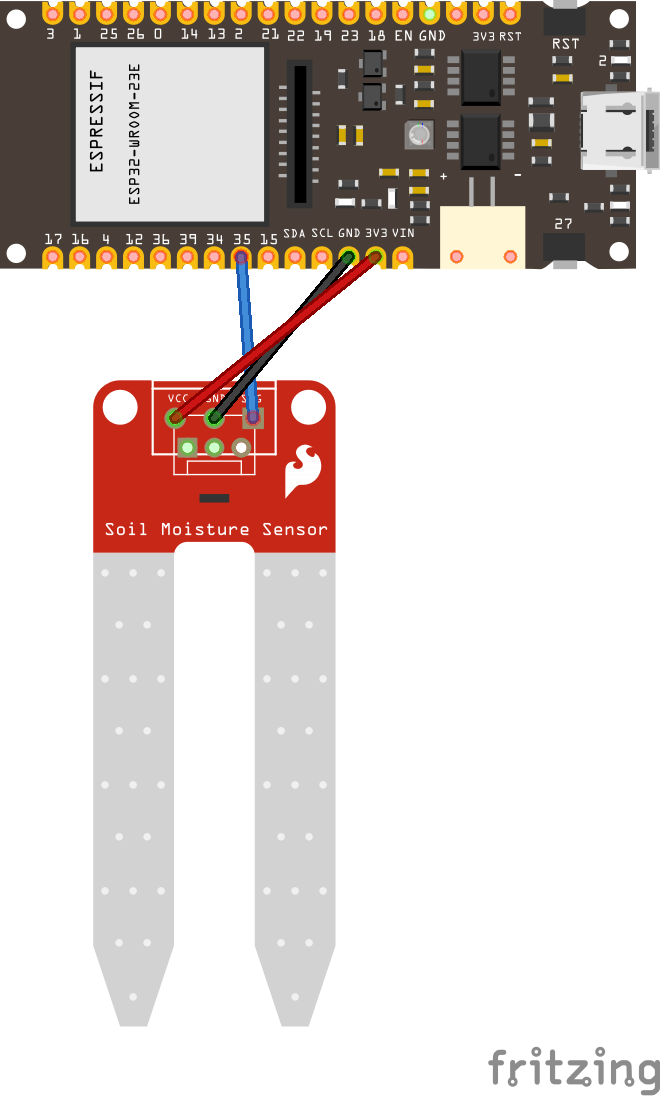 3 1 25 26 0 14 13 2 21 22 19 23 18 EN GND 3V3 RST
RST
2
ESPRESSIF
ESP32-WROOM-23E
+ -
27
17 16 4 12 36 39 34 35 15 SDA SCL GND 3V3 VIN
VCC GND SIG
Soil Moisture Sensor
fritzing